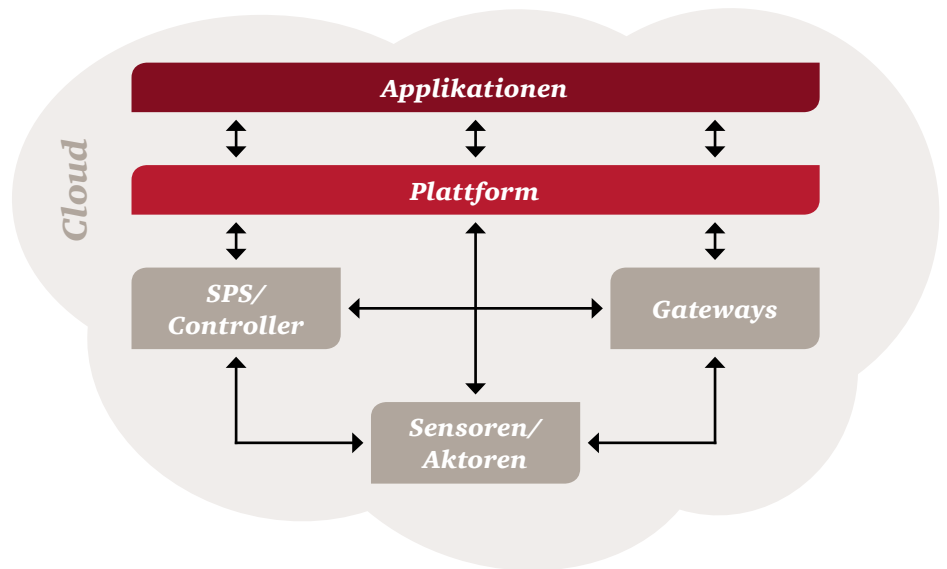 Applikationen
Cloud
Plattform
SPS/
Controller
Gateways
Sensoren/
Aktoren